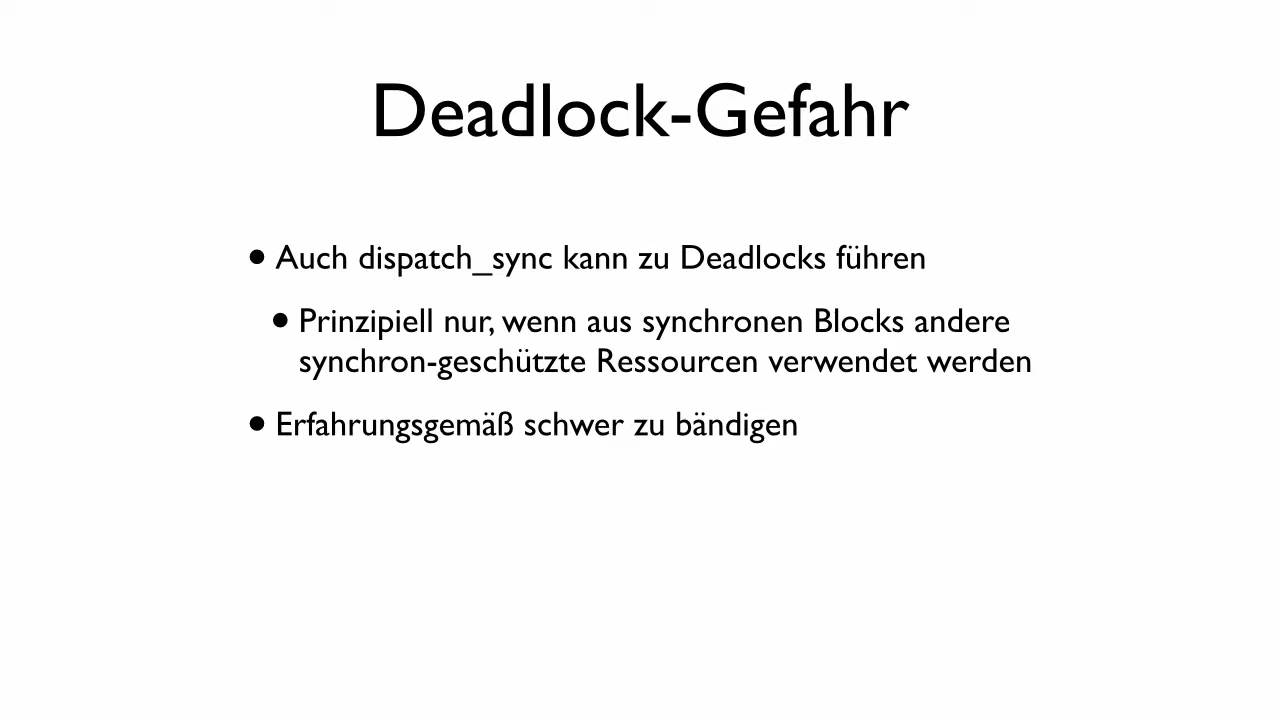 Deadlock-Gefahr
• Auch dispatch_sync kann zu Deadlocks führen
• Prinzipiell nur, wenn aus synchronen Blocks andere
synchron-geschützte Ressourcen verwendet werden
• Erfahrungsgemäß schwer zu bändigen